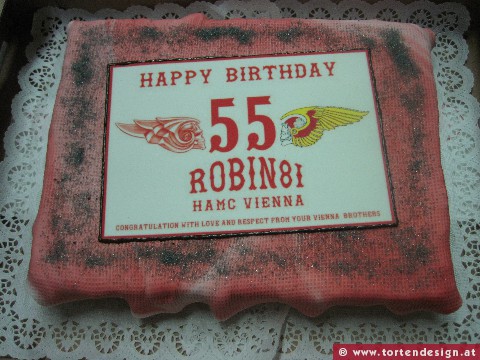 HAPPY BIRTHDAY
55
ROBIN81
HAMC VIENNA
CONGRATULATION WITH LOVE AND RESPECT FROM YOUR VIENNA BROTHERS
© www.tortendesign.at